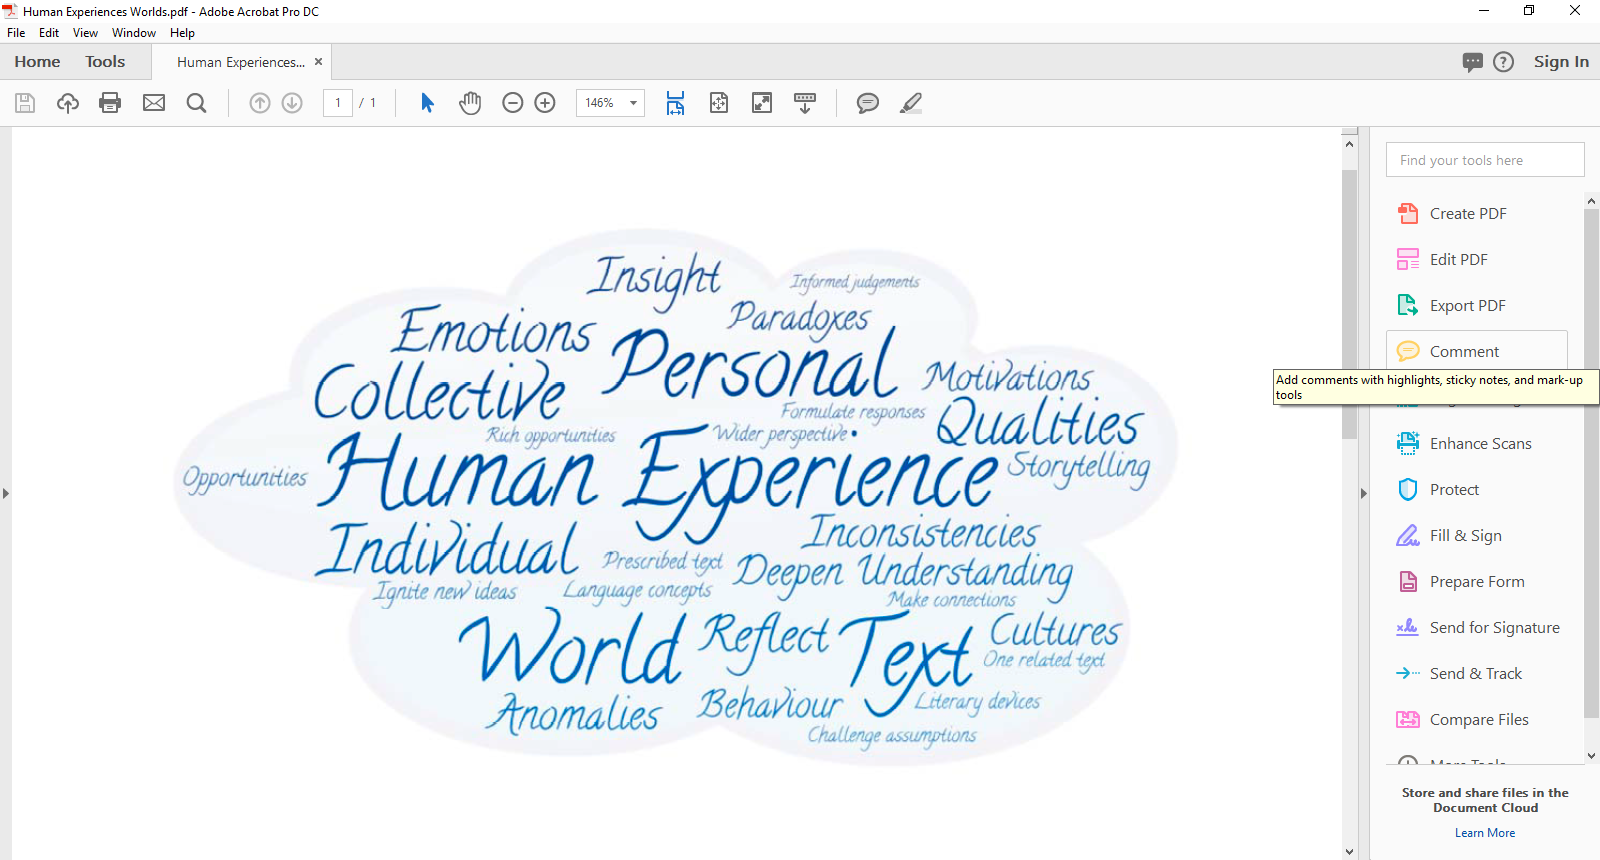 Human Experiences Worlds.pdf - Adobe Acrobat Pro DC
File Edit View Window Help
Home Tools Human Experiences... × Sign In
1 / 1 146%
Find your tools here
Create PDF
Edit PDF
Export PDF
Comment
Add comments with highlights, sticky notes, and mark-up
tools
Enhance Scans
Protect
Fill & Sign
Prepare Form
Send for Signature
Send & Track
Compare Files
More Tools
Store and share files in the
Document Cloud
Learn More
Insight
Informed judgements
Paradoxes
Emotions
Personal
Collective
Motivations
Formulate responses
Qualities
Rich opportunities
Wider perspective •
Opportunities
Human Experience
Storytelling
Individual
Inconsistencies
Prescribed text
Deepen Understanding
Ignite new ideas
Language concepts
Make connections
World
Reflect
Text
Cultures
One related text
Anomalies
Behaviour
Literary devices
Challenge assumptions